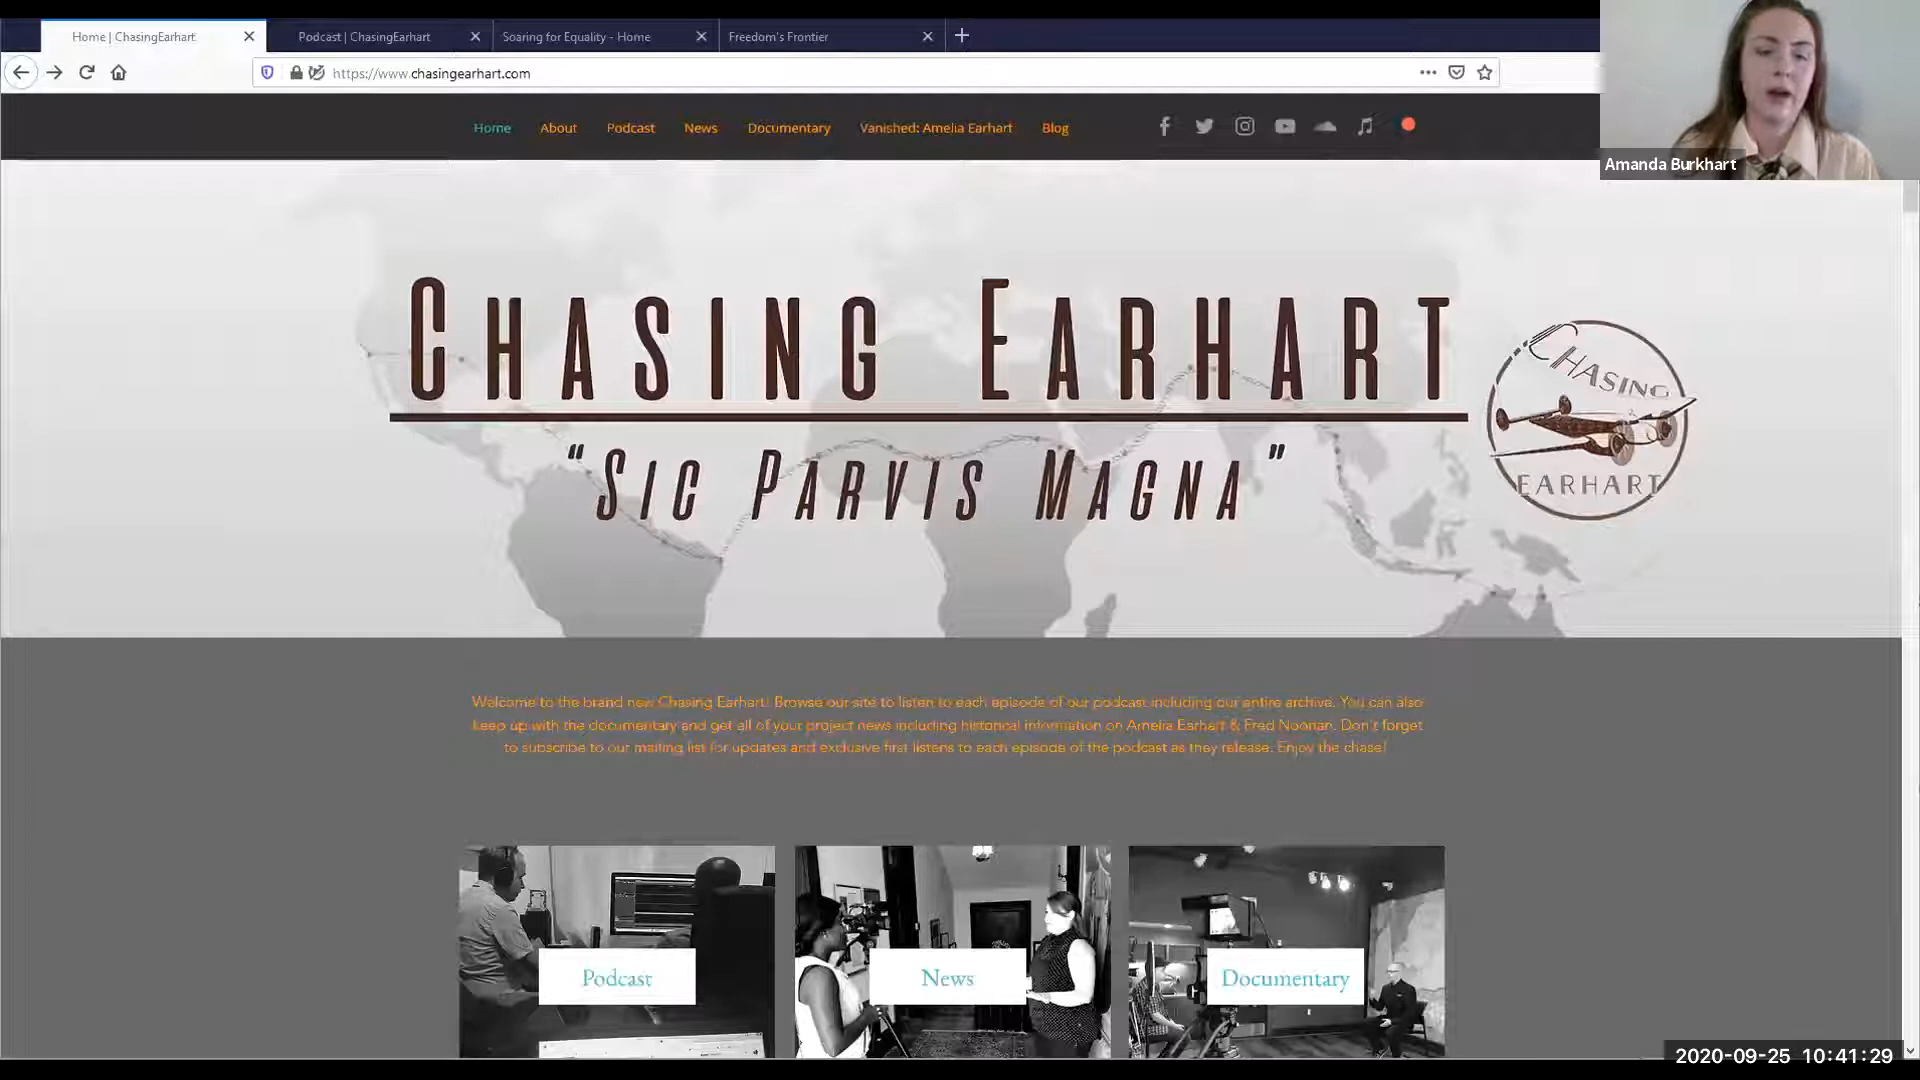 Home | ChasingEarhart
Podcast | ChasingEarhart
Soaring for Equality - Home
Freedom's Frontier
https://www.chasingearhart.com
Amanda Burkhart
Home
About
Podcast
News
Documentary
Vanished: Amelia Earhart
Blog
CHASING EARHART
"SIC PARVIS MAGNA"
CHASING
EARHART
Welcome to the brand new Chasing Earhart! Browse our site to listen to each episode of our podcast including our entire archive. You can also
keep up with the documentary and get all of your project news including historical information on Amelia Earhart & Fred Noonan. Don't forget
to subscribe to our mailing list for updates and exclusive first listens to each episode of the podcast as they release. Enjoy the chase!
Podcast
News
Documentary
2020-09-25 10:41:29